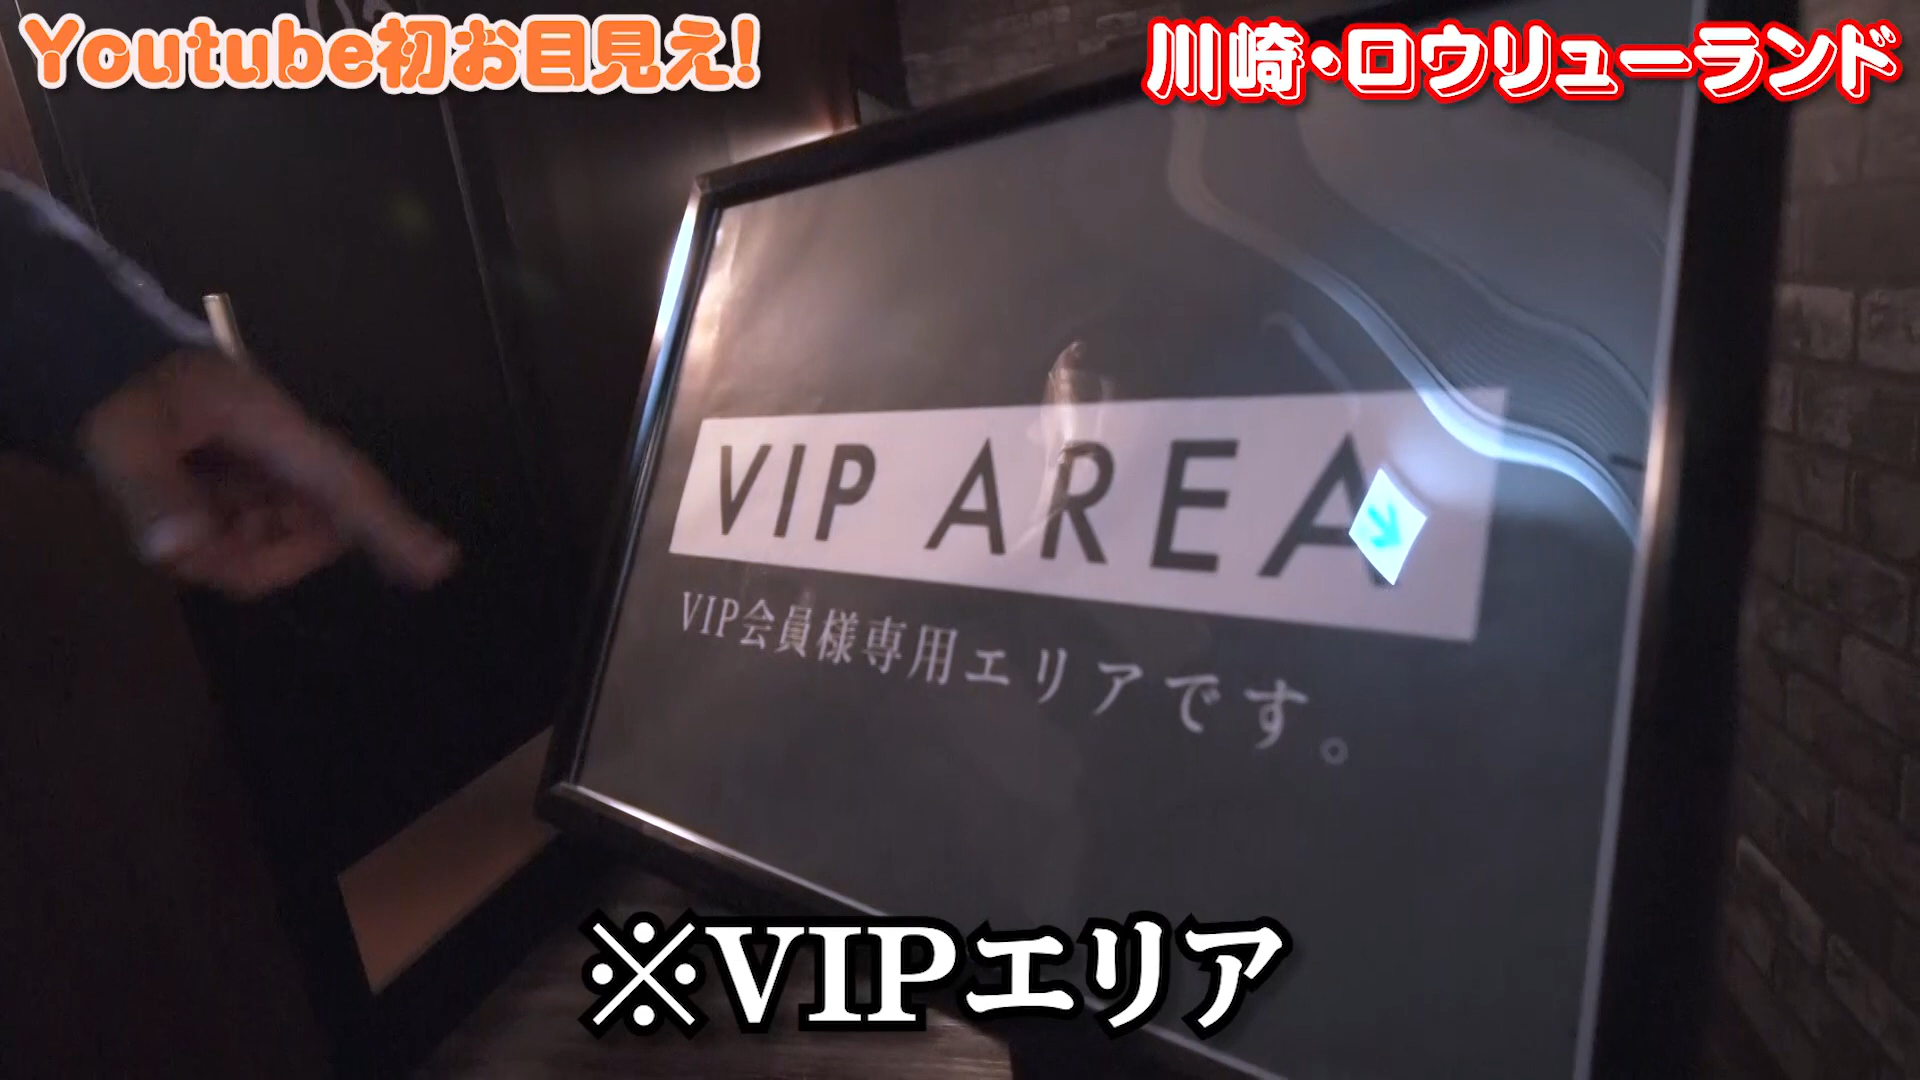 Youtube初お目見え!
川崎・ロウリューランド
VIP AREA
VIP会員様専用エリアです。
※VIPエリア